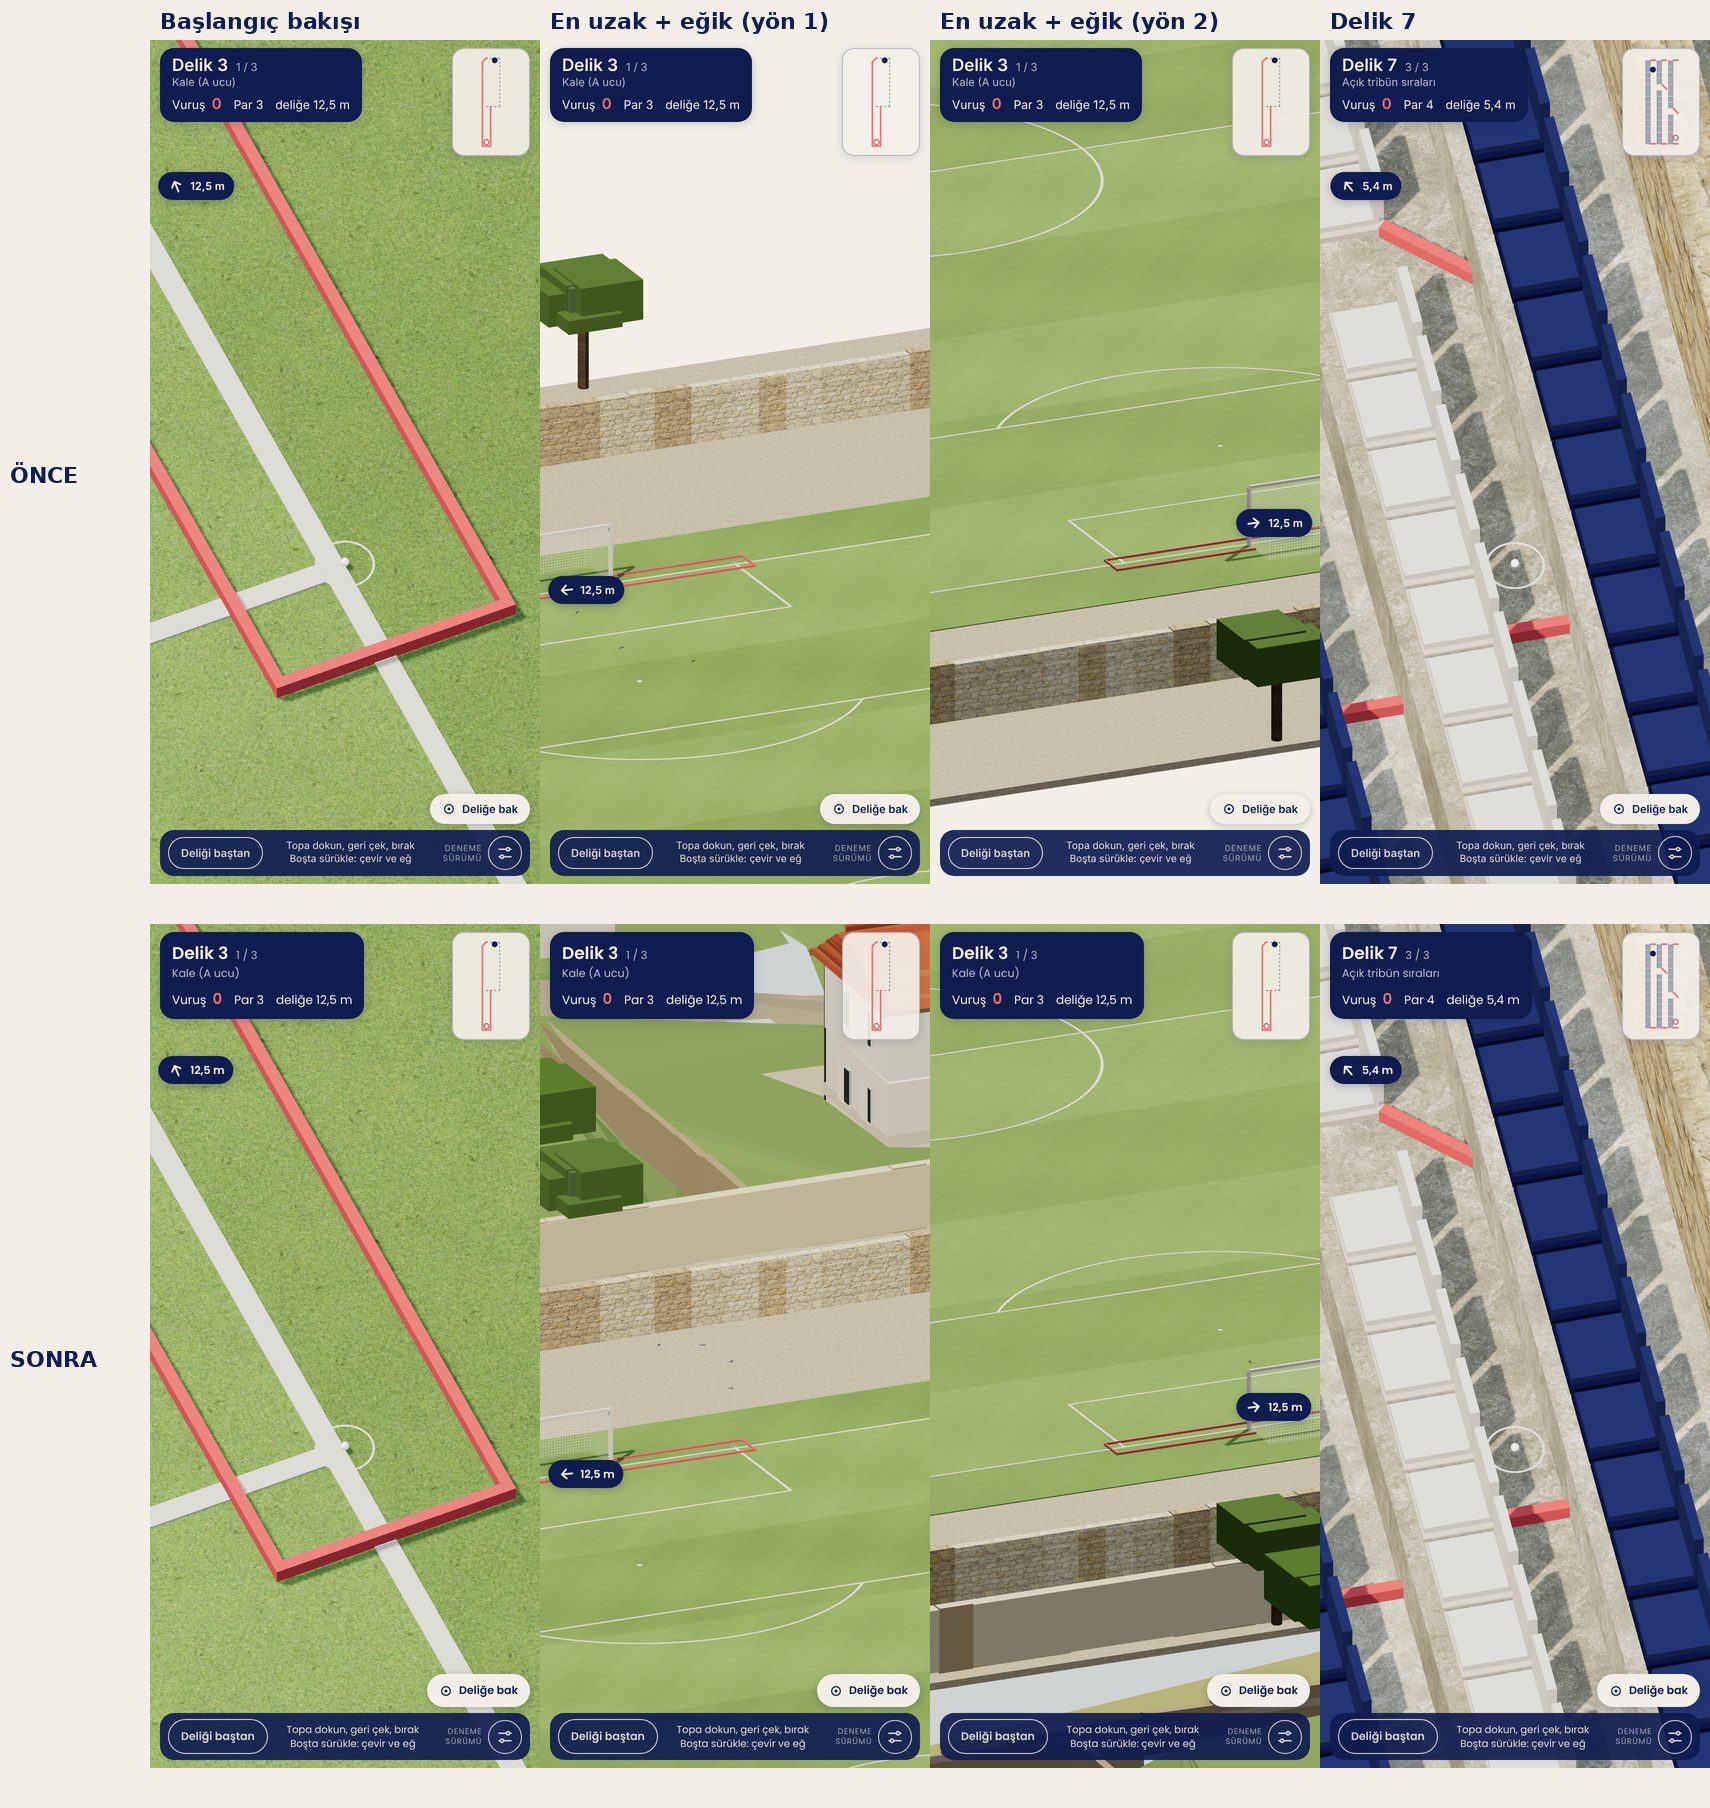 Başlangıç bakışı
En uzak + eğik (yön 1)
En uzak + eğik (yön 2)
Delik 7
ÖNCE
Delik 3 1 / 3
Kale (A ucu)
Vuruş 0 Par 3 deliğe 12,5 m
12,5 m
Deliğe bak
Deliği baştan
Topa dokun, geri çek, bırak
Boşta sürükle: çevir ve eğ
DENEME
SÜRÜMÜ
Delik 3 1 / 3
Kale (A ucu)
Vuruş 0 Par 3 deliğe 12,5 m
12,5 m
Deliğe bak
Deliği baştan
Topa dokun, geri çek, bırak
Boşta sürükle: çevir ve eğ
DENEME
SÜRÜMÜ
Delik 3 1 / 3
Kale (A ucu)
Vuruş 0 Par 3 deliğe 12,5 m
12,5 m
Deliğe bak
Deliği baştan
Topa dokun, geri çek, bırak
Boşta sürükle: çevir ve eğ
DENEME
SÜRÜMÜ
Delik 7 3 / 3
Açık tribün sıraları
Vuruş 0 Par 4 deliğe 5,4 m
5,4 m
Deliğe bak
Deliği baştan
Topa dokun, geri çek, bırak
Boşta sürükle: çevir ve eğ
DENEME
SÜRÜMÜ
SONRA
Delik 3 1 / 3
Kale (A ucu)
Vuruş 0 Par 3 deliğe 12,5 m
12,5 m
Deliğe bak
Deliği baştan
Topa dokun, geri çek, bırak
Boşta sürükle: çevir ve eğ
DENEME
SÜRÜMÜ
Delik 3 1 / 3
Kale (A ucu)
Vuruş 0 Par 3 deliğe 12,5 m
12,5 m
Deliğe bak
Deliği baştan
Topa dokun, geri çek, bırak
Boşta sürükle: çevir ve eğ
DENEME
SÜRÜMÜ
Delik 3 1 / 3
Kale (A ucu)
Vuruş 0 Par 3 deliğe 12,5 m
12,5 m
Deliğe bak
Deliği baştan
Topa dokun, geri çek, bırak
Boşta sürükle: çevir ve eğ
DENEME
SÜRÜMÜ
Delik 7 3 / 3
Açık tribün sıraları
Vuruş 0 Par 4 deliğe 5,4 m
5,4 m
Deliğe bak
Deliği baştan
Topa dokun, geri çek, bırak
Boşta sürükle: çevir ve eğ
DENEME
SÜRÜMÜ